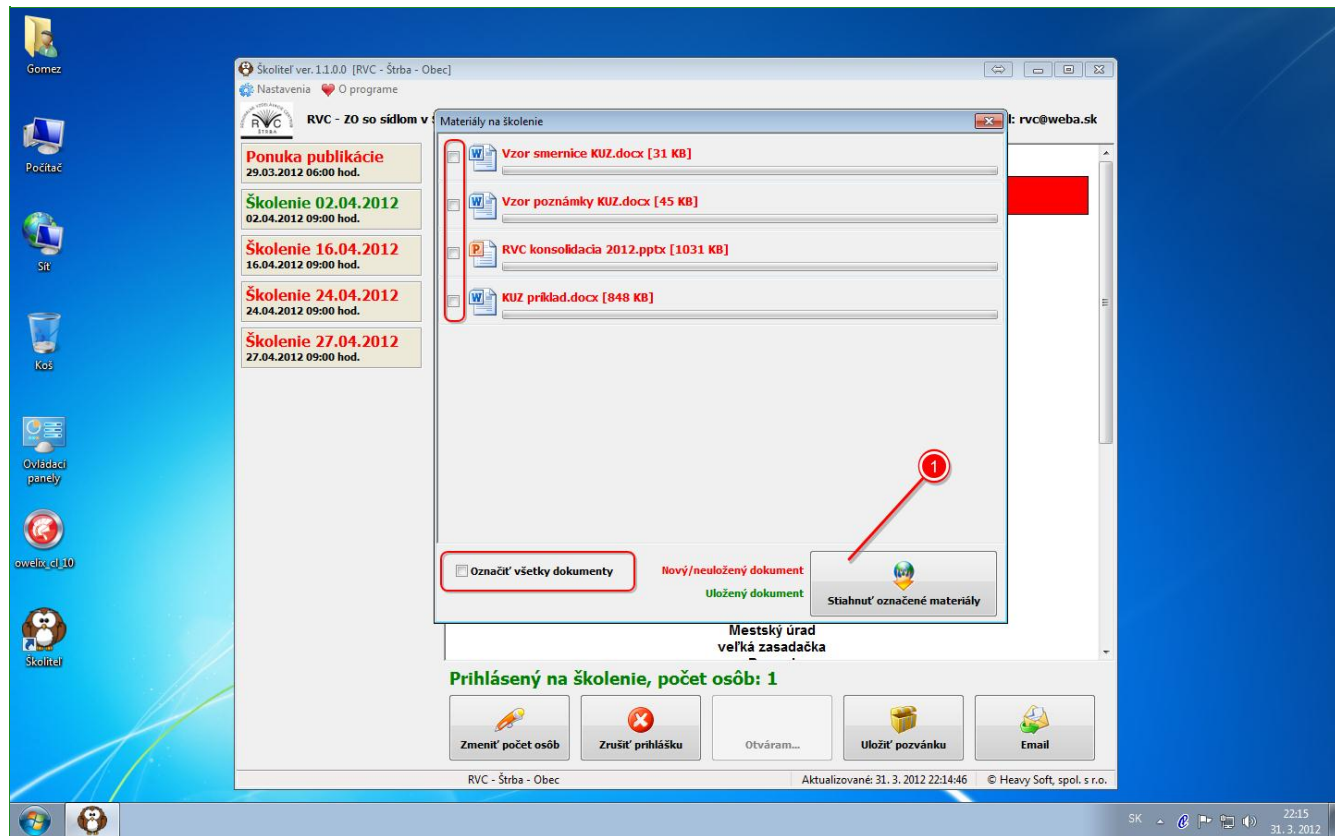 Gomez
Počítač
Sieť
Kôš
Ovládací
panely
owelix_cl_10
Školiteľ
Školiteľ ver. 1.1.0.0 [RVC - Štrba - Obec]
Nastavenia O programe
RVC
ŠTRBA
RVC - ZO so sídlom v
l: rvc@weba.sk
Ponuka publikácie
29.03.2012 06:00 hod.
Školenie 02.04.2012
02.04.2012 09:00 hod.
Školenie 16.04.2012
16.04.2012 09:00 hod.
Školenie 24.04.2012
24.04.2012 09:00 hod.
Školenie 27.04.2012
27.04.2012 09:00 hod.
Materiály na školenie
Vzor smernice KUZ.docx [31 KB]
Vzor poznámky KUZ.docx [45 KB]
RVC konsolidacia 2012.pptx [1031 KB]
KUZ príklad.docx [848 KB]
1
Označiť všetky dokumenty
Nový/neuložený dokument
Uložený dokument
Stiahnuť označené materiály
Mestský úrad
veľká zasadačka
Prihlásený na školenie, počet osôb: 1
Zmeniť počet osôb
Zrušiť prihlášku
Otváram...
Uložiť pozvánku
Email
RVC - Štrba - Obec
Aktualizované: 31. 3. 2012 22:14:46
© Heavy Soft, spol. s r.o.
SK
22:15
31. 3. 2012